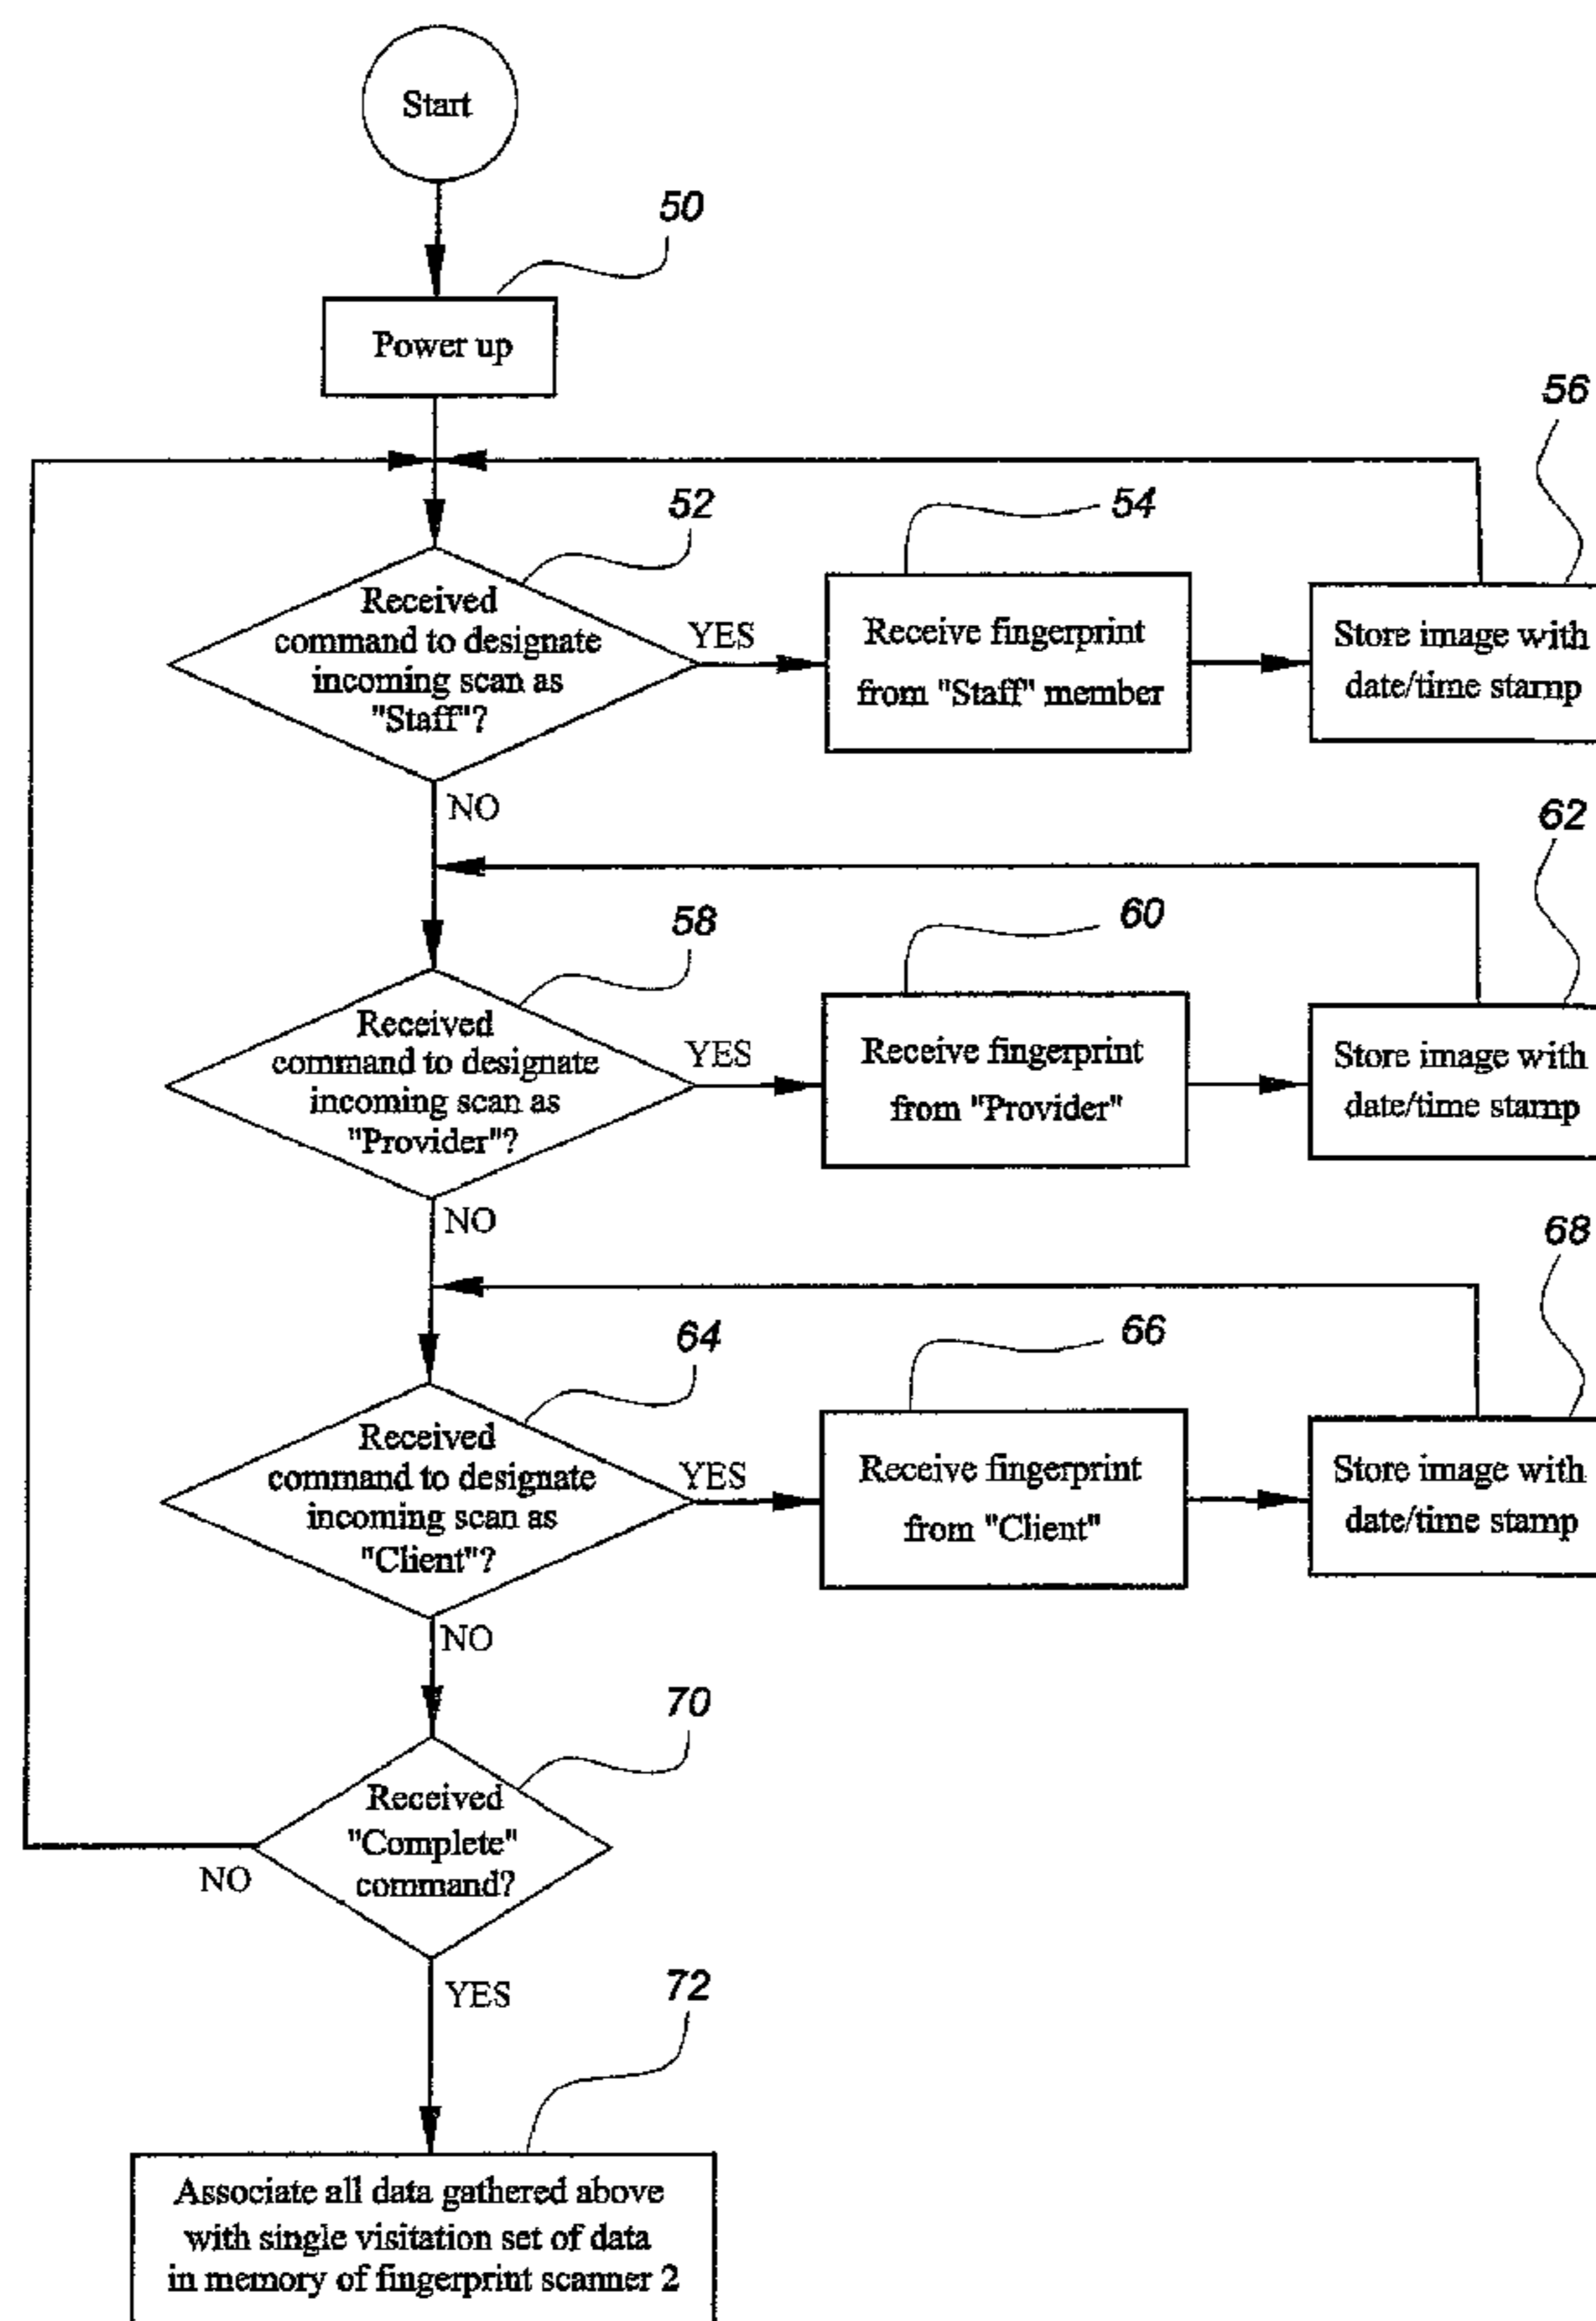 Start
50
Power up
56
52
54
Received
command to designate
incoming scan as
"Staff"?
YES
Receive fingerprint
from "Staff" member
Store image with
date/time stamp
NO
62
58
60
Received
command to designate
incoming scan as
"Provider"?
YES
Receive fingerprint
from "Provider"
Store image with
date/time stamp
NO
68
64
66
Received
command to designate
incoming scan as
"Client"?
YES
Receive fingerprint
from "Client"
Store image with
date/time stamp
NO
70
Received
"Complete"
command?
NO
YES
72
Associate all data gathered above
with single visitation set of data
in memory of fingerprint scanner 2